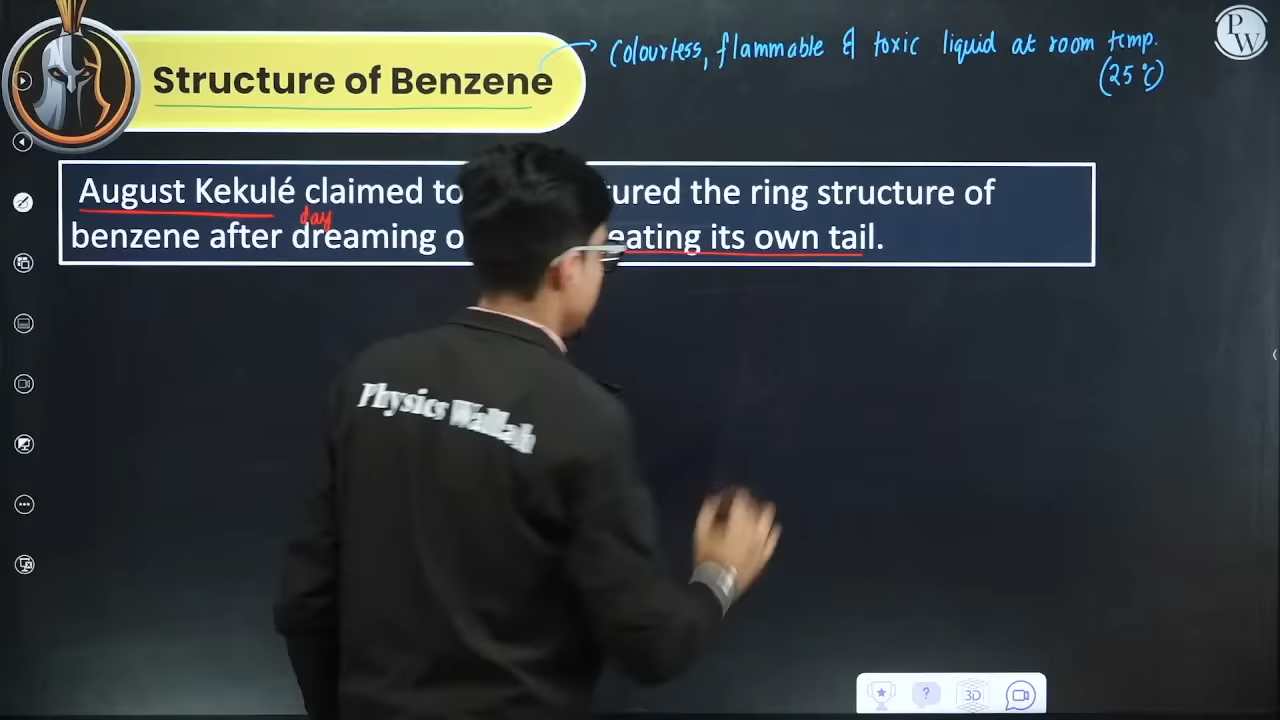 Structure of Benzene
Colourless, flammable & toxic liquid at room temp.
(25°C)
PW
August Kekulé claimed to tured the ring structure of
day
benzene after dreaming eating its own tail.
Physics Wallah
?
3D